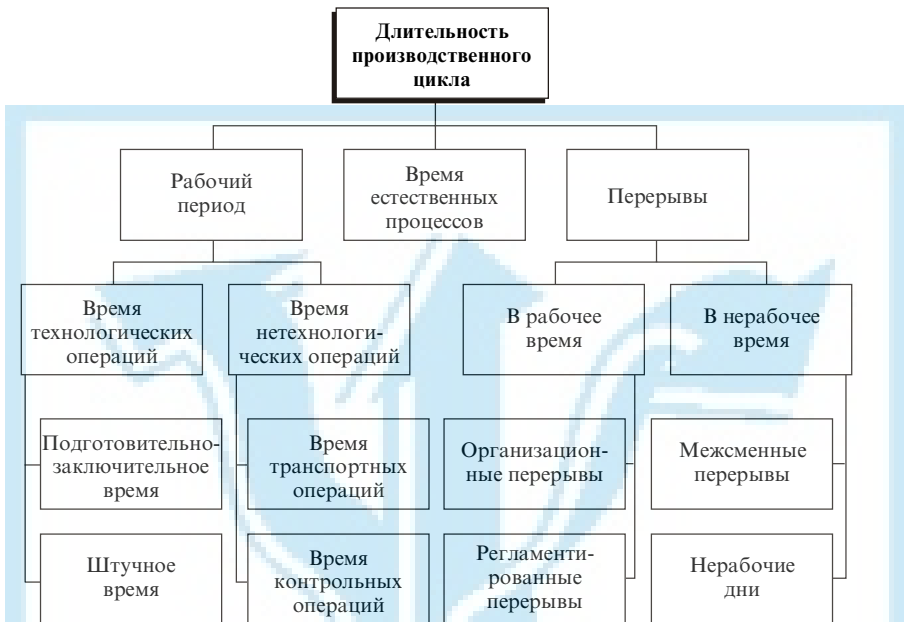 Длительность
производственного
цикла
Рабочий
период
Время
естественных
процессов
Перерывы
Время
технологических
операций
Время
нетехнологи-
ческих операций
В рабочее
время
В нерабочее
время
Подготовительно-
заключительное
время
Время
транспортных
операций
Организацион-
ные перерывы
Межсменные
перерывы
Штучное
время
Время
контрольных
операций
Регламенти-
рованные
перерывы
Нерабочие
дни